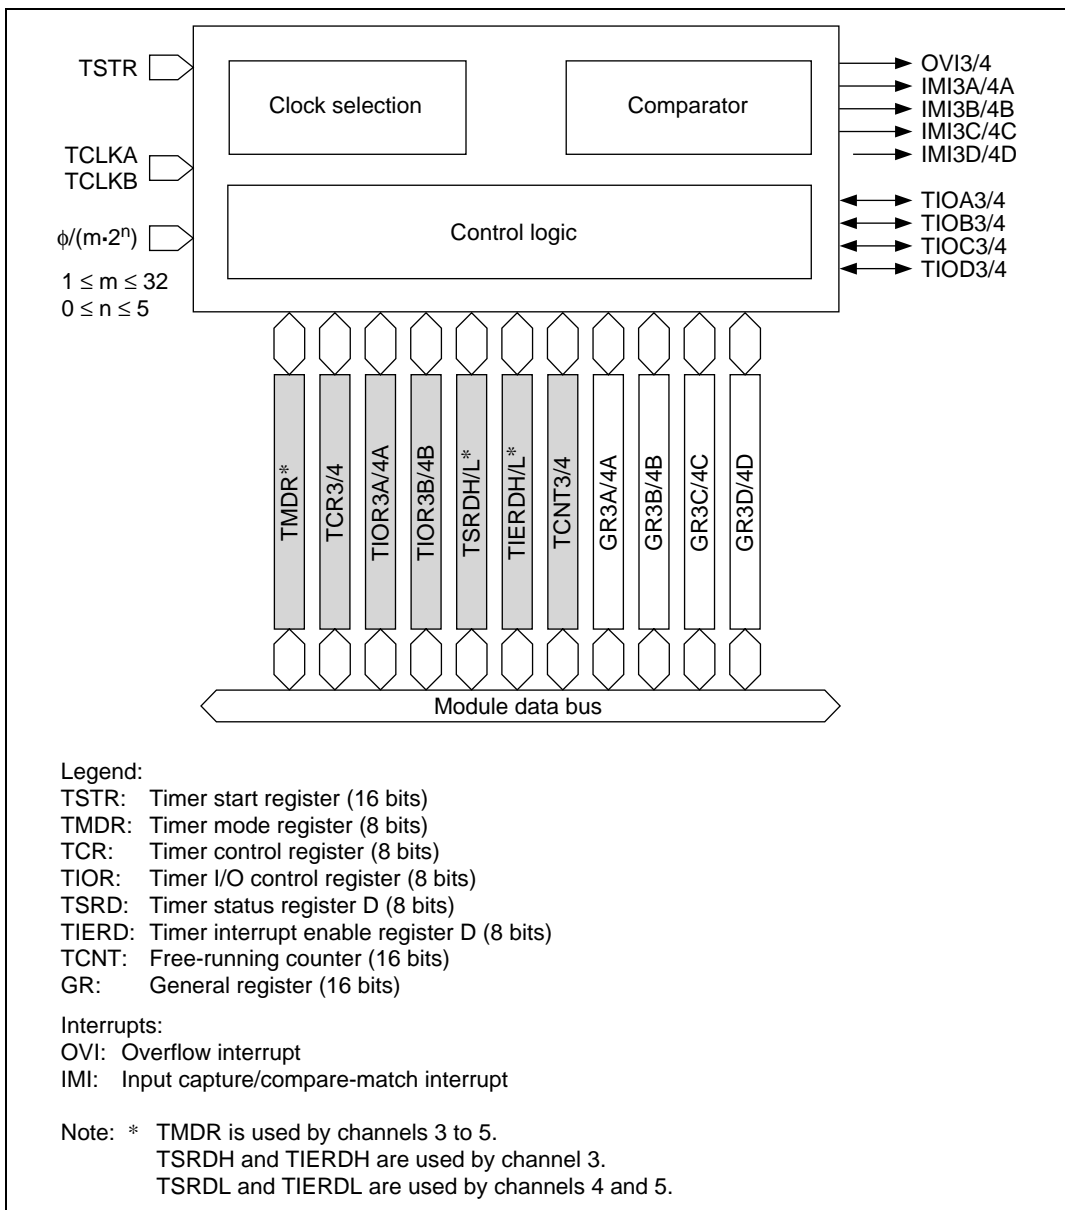 TSTR
TCLKA
TCLKB
ϕ/(m·2ⁿ)
1 ≤ m ≤ 32
0 ≤ n ≤ 5
Clock selection
Comparator
Control logic
OVI3/4
IMI3A/4A
IMI3B/4B
IMI3C/4C
IMI3D/4D
TIOA3/4
TIOB3/4
TIOC3/4
TIOD3/4
TMDR*
TCR3/4
TIOR3A/4A
TIOR3B/4B
TSRDH/L*
TIERDH/L*
TCNT3/4
GR3A/4A
GR3B/4B
GR3C/4C
GR3D/4D
Module data bus
Legend:
TSTR: Timer start register (16 bits)
TMDR: Timer mode register (8 bits)
TCR: Timer control register (8 bits)
TIOR: Timer I/O control register (8 bits)
TSRD: Timer status register D (8 bits)
TIERD: Timer interrupt enable register D (8 bits)
TCNT: Free-running counter (16 bits)
GR: General register (16 bits)
Interrupts:
OVI: Overflow interrupt
IMI: Input capture/compare-match interrupt
Note: * TMDR is used by channels 3 to 5.
TSRDH and TIERDH are used by channel 3.
TSRDL and TIERDL are used by channels 4 and 5.